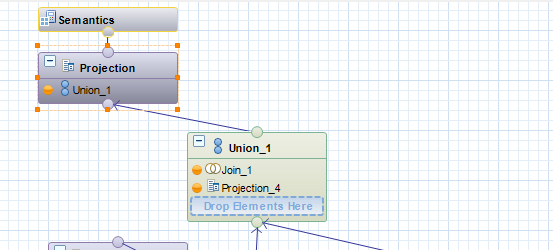 Semantics
Projection
Union_1
Union_1
Join_1
Projection_4
Drop Elements Here